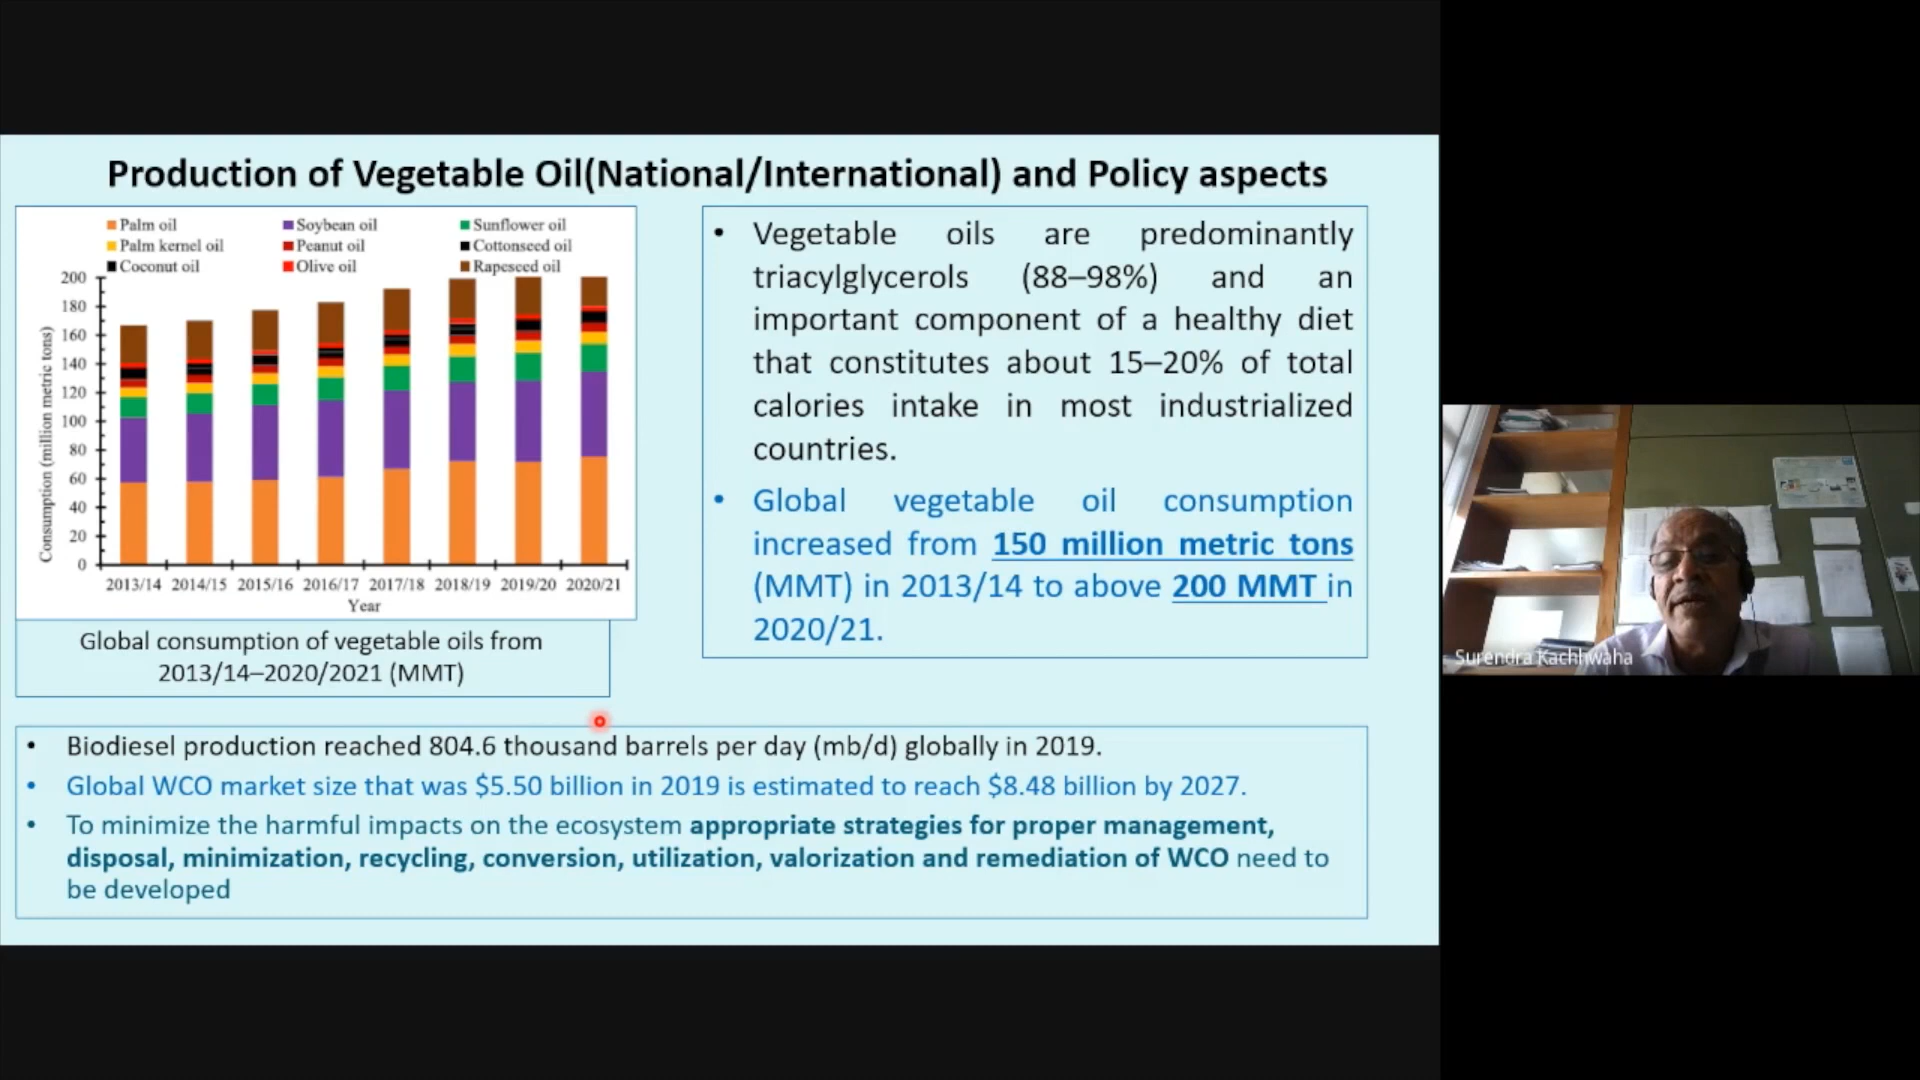 Production of Vegetable Oil(National/International) and Policy aspects
Palm oil Soybean oil Sunflower oil
Palm kernel oil Peanut oil Cottonseed oil
Coconut oil Olive oil Rapeseed oil
200
180
160
140
120
100
80
60
40
20
0
Consumption (million metric tons)
2013/14 2014/15 2015/16 2016/17 2017/18 2018/19 2019/20 2020/21
Year
Global consumption of vegetable oils from
2013/14–2020/2021 (MMT)
• Vegetable oils are predominantly
triacylglycerols (88–98%) and an
important component of a healthy diet
that constitutes about 15–20% of total
calories intake in most industrialized
countries.
• Global vegetable oil consumption
increased from 150 million metric tons
(MMT) in 2013/14 to above 200 MMT in
2020/21.
• Biodiesel production reached 804.6 thousand barrels per day (mb/d) globally in 2019.
• Global WCO market size that was $5.50 billion in 2019 is estimated to reach $8.48 billion by 2027.
• To minimize the harmful impacts on the ecosystem appropriate strategies for proper management,
disposal, minimization, recycling, conversion, utilization, valorization and remediation of WCO need to
be developed
Surendra Kachhwaha